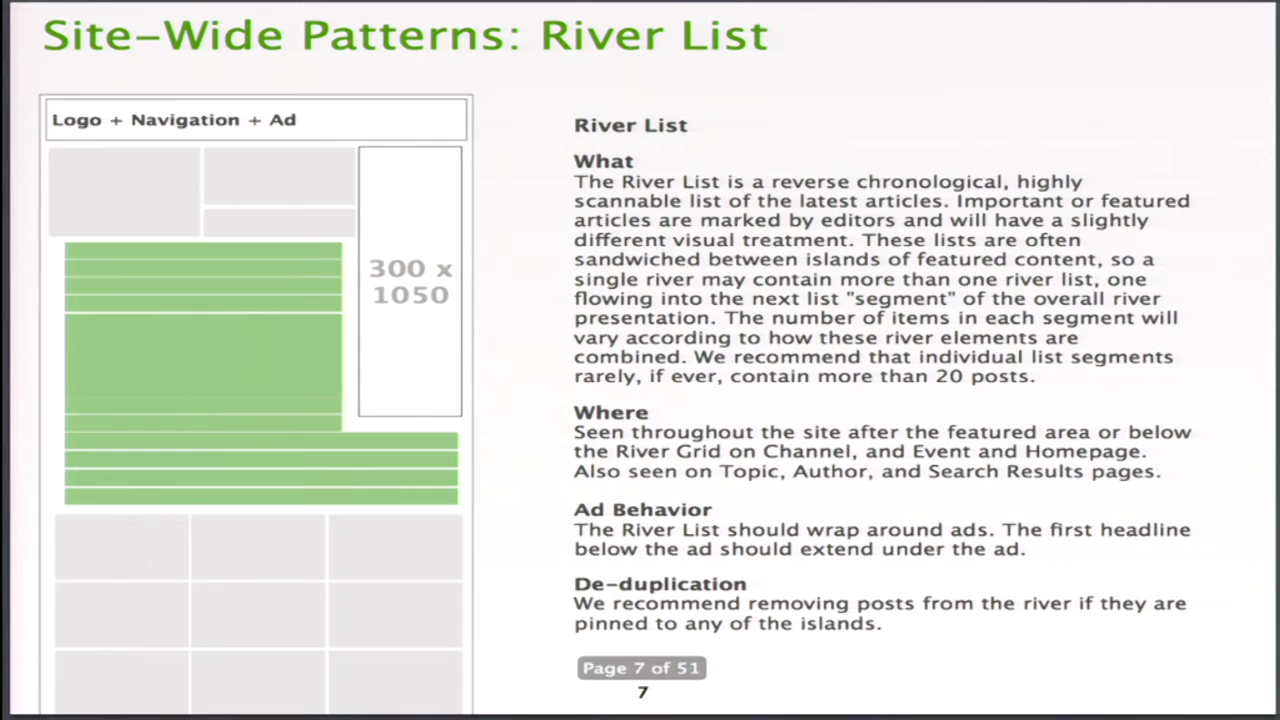 Site-Wide Patterns: River List
Logo + Navigation + Ad
300 x
1050
River List
What
The River List is a reverse chronological, highly
scannable list of the latest articles. Important or featured
articles are marked by editors and will have a slightly
different visual treatment. These lists are often
sandwiched between islands of featured content, so a
single river may contain more than one river list, one
flowing into the next list "segment" of the overall river
presentation. The number of items in each segment will
vary according to how these river elements are
combined. We recommend that individual list segments
rarely, if ever, contain more than 20 posts.
Where
Seen throughout the site after the featured area or below
the River Grid on Channel, and Event and Homepage.
Also seen on Topic, Author, and Search Results pages.
Ad Behavior
The River List should wrap around ads. The first headline
below the ad should extend under the ad.
De-duplication
We recommend removing posts from the river if they are
pinned to any of the islands.
Page 7 of 51
7